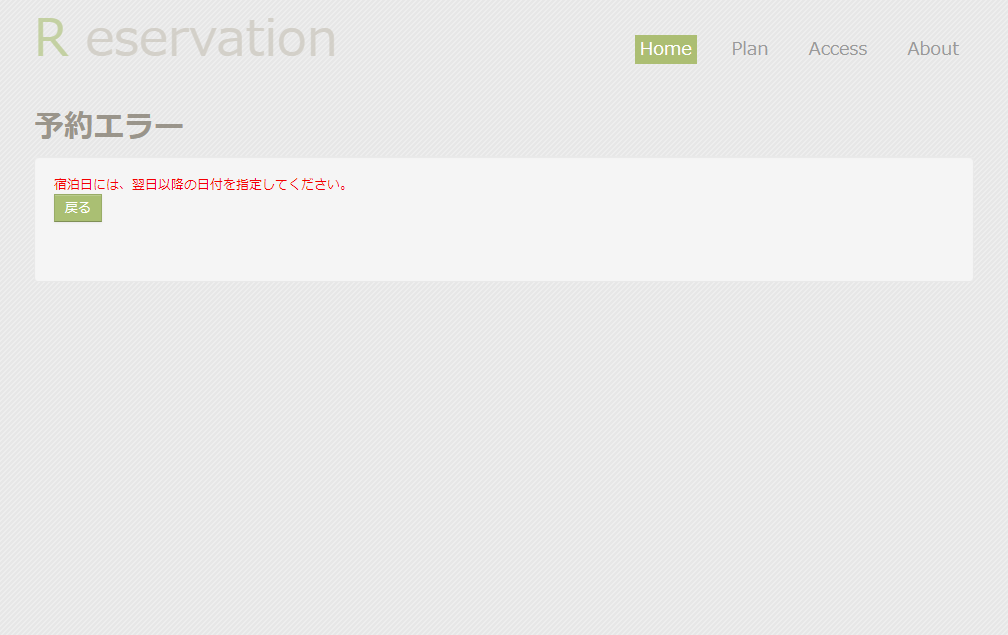 R eservation
Home Plan Access About
予約エラー
宿泊日には、翌日以降の日付を指定してください。
戻る